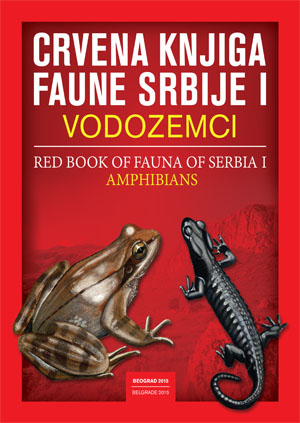 CRVENA KNJIGA
FAUNE SRBIJE I
VODOZEMCI
RED BOOK OF FAUNA OF SERBIA I
AMPHIBIANS
BEOGRAD 2015
BELGRADE 2015